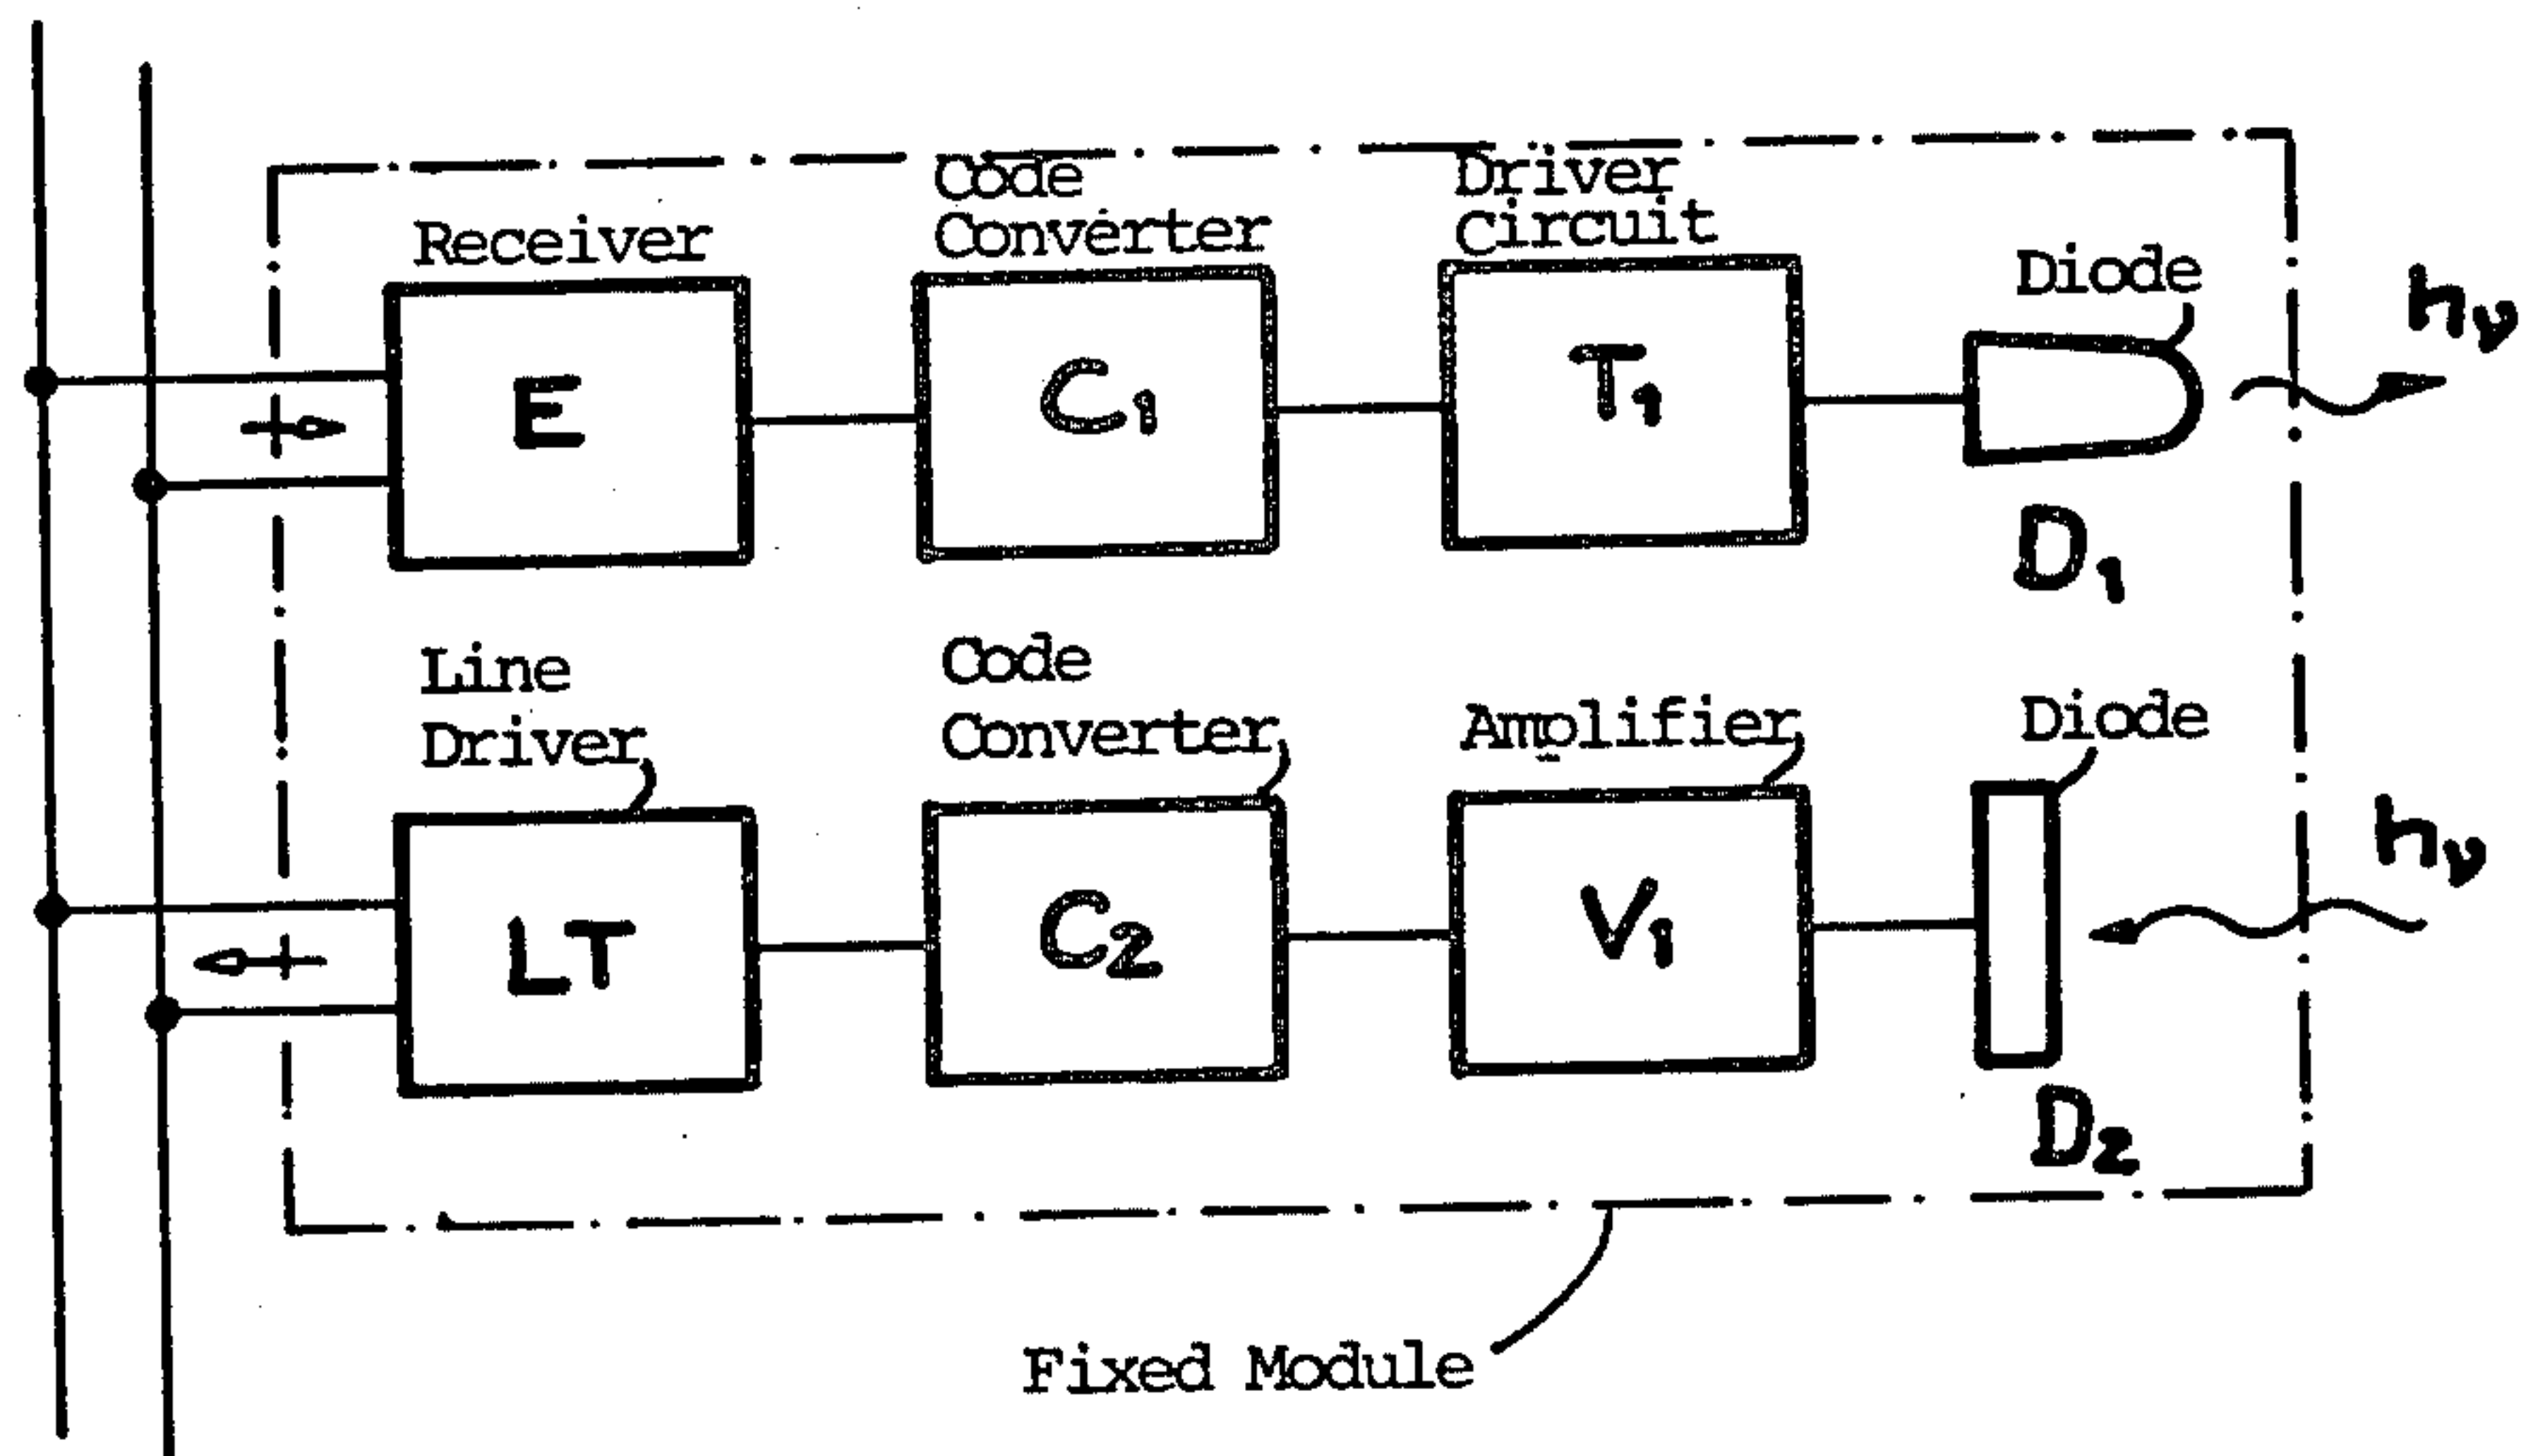 Receiver
Code
Converter
Driver
Circuit
Diode
hν
E
C1
T1
D1
Line
Driver
Code
Converter
Amplifier
Diode
hν
LT
C2
V1
D2
Fixed Module